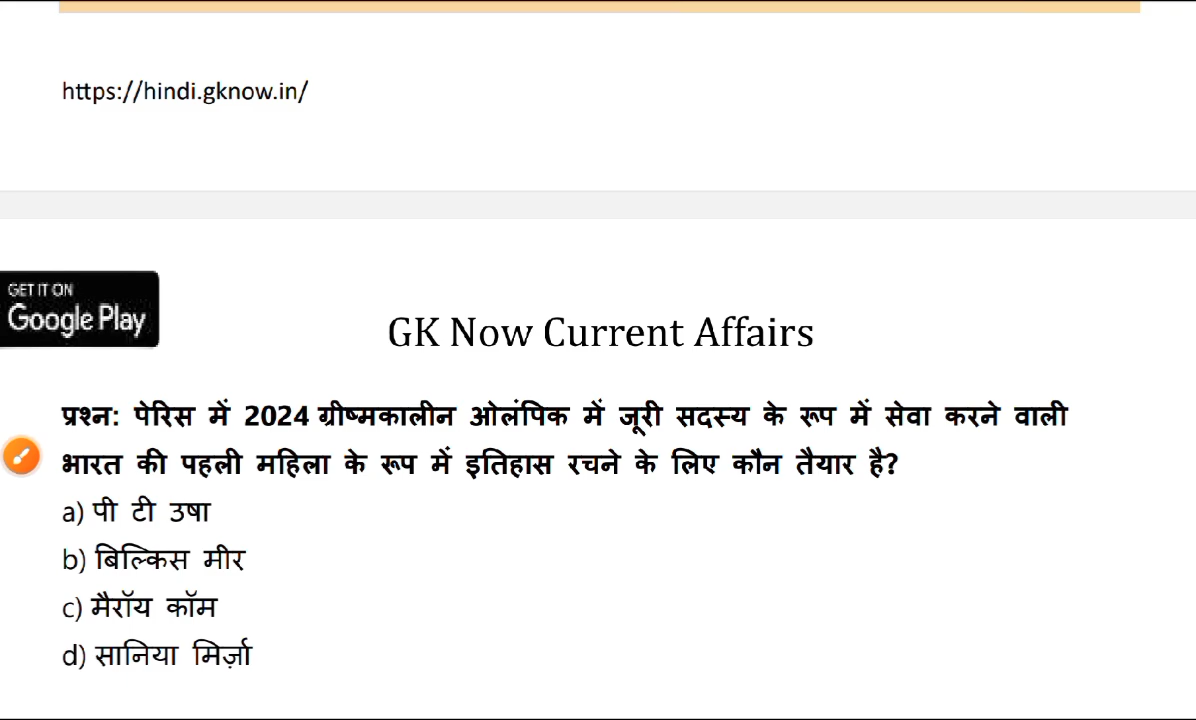 https://hindi.gknow.in/
GET IT ON
Google Play
GK Now Current Affairs
प्रश्न: पेरिस में 2024 ग्रीष्मकालीन ओलंपिक में जूरी सदस्य के रूप में सेवा करने वाली
भारत की पहली महिला के रूप में इतिहास रचने के लिए कौन तैयार है?
a) पी टी उषा
b) बिल्किस मीर
c) मैरॉय कॉम
d) सानिया मिर्ज़ा